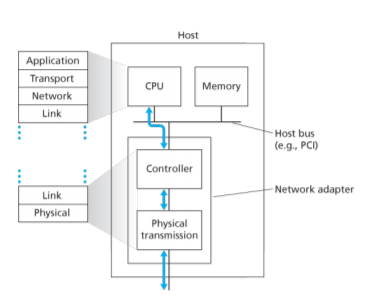 Host
Application
Transport
Network
Link
CPU
Memory
Host bus
(e.g., PCI)
Controller
Network adapter
Link
Physical
Physical
transmission